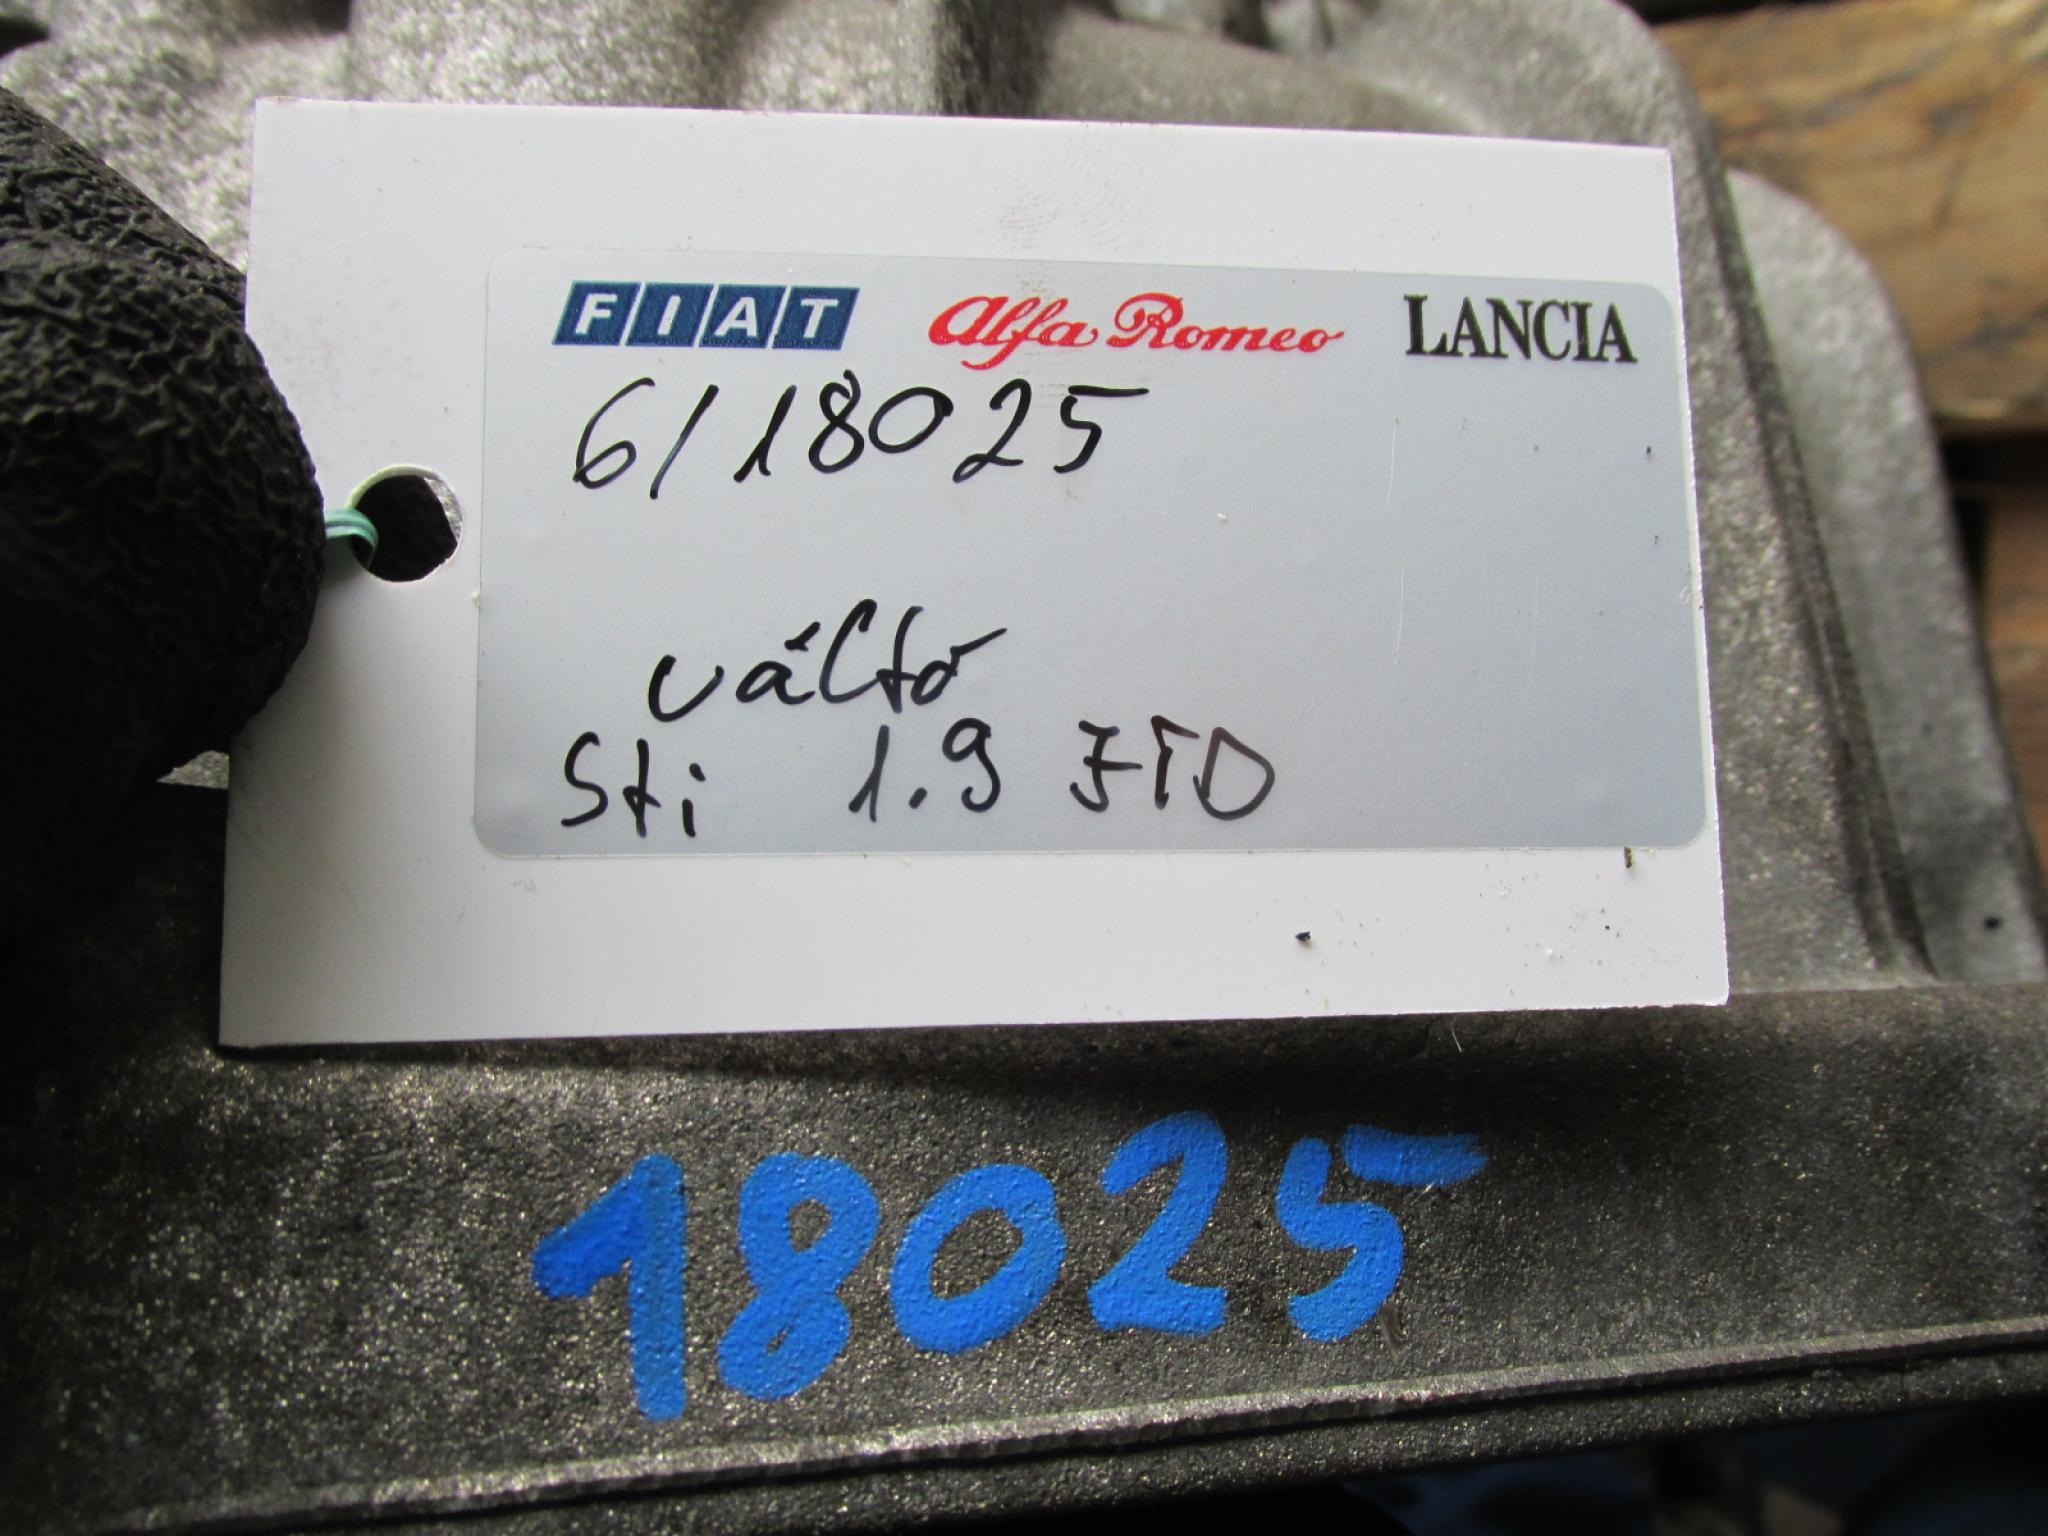 FIAT Alfa Romeo LANCIA
6/18025
váltó
Sti 1.9 JTD
18025